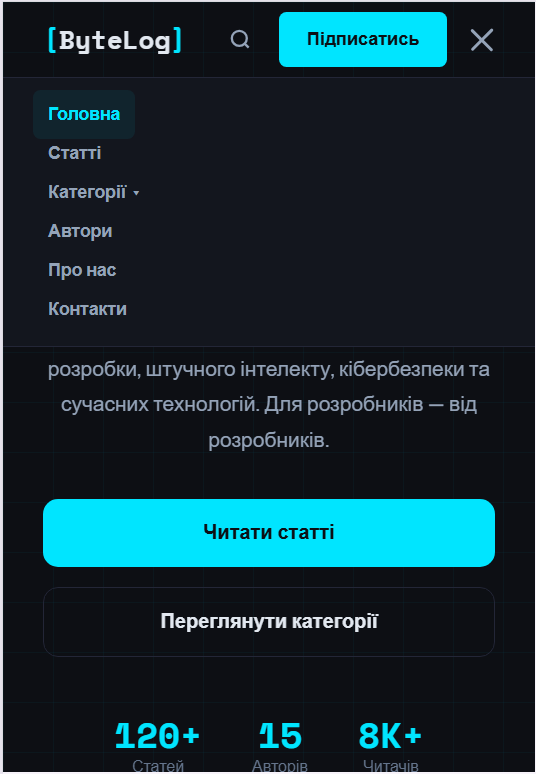 [ByteLog]
Підписатись
Головна
Статті
Категорії
Автори
Про нас
Контакти
розробки, штучного інтелекту, кібербезпеки та
сучасних технологій. Для розробників — від
розробників.
Читати статті
Переглянути категорії
120+ 15 8K+
Статей Авторів Читачів